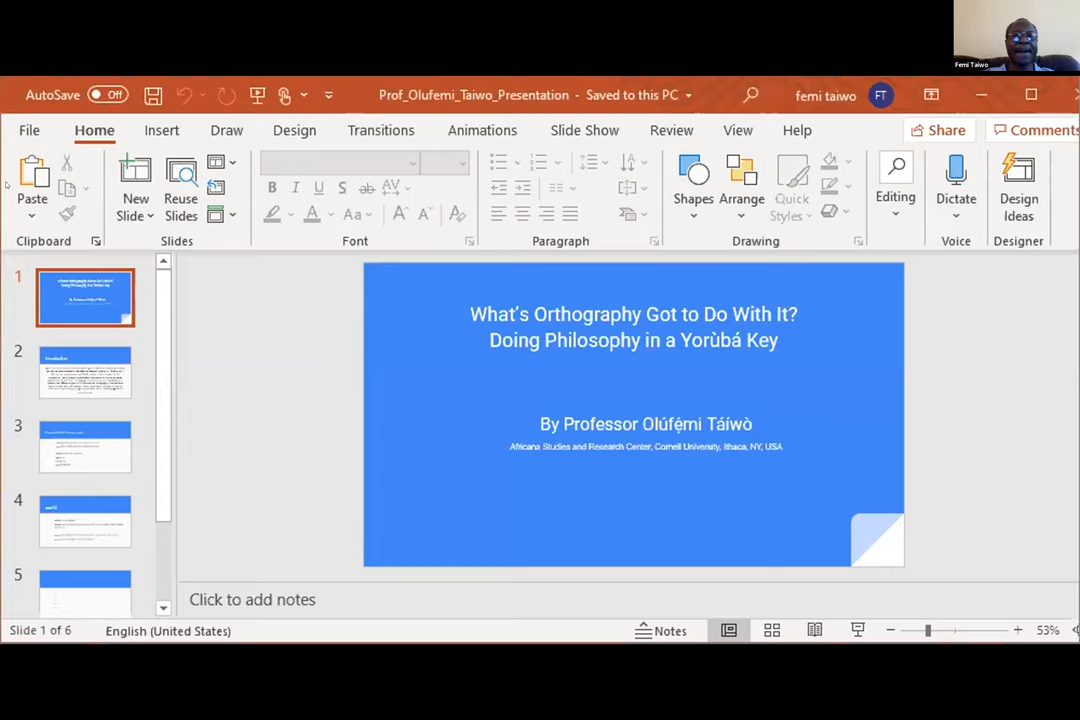 Femi Taiwo
AutoSave Off Prof_Olufemi_Taiwo_Presentation - Saved to this PC femi taiwo FT
File Home Insert Draw Design Transitions Animations Slide Show Review View Help Share Comments
Paste New Slide Reuse Slides B I U S ab AV Aa A A A Shapes Arrange Quick Styles Editing Dictate Design Ideas
Clipboard Slides Font Paragraph Drawing Voice Designer
1
2
3
4
5
What's Orthography Got to Do With It?
Doing Philosophy in a Yorùbá Key
By Professor Olúfẹ́mi Táíwò
Africana Studies and Research Center, Cornell University, Ithaca, NY, USA
Click to add notes
Slide 1 of 6 English (United States) Notes 53%